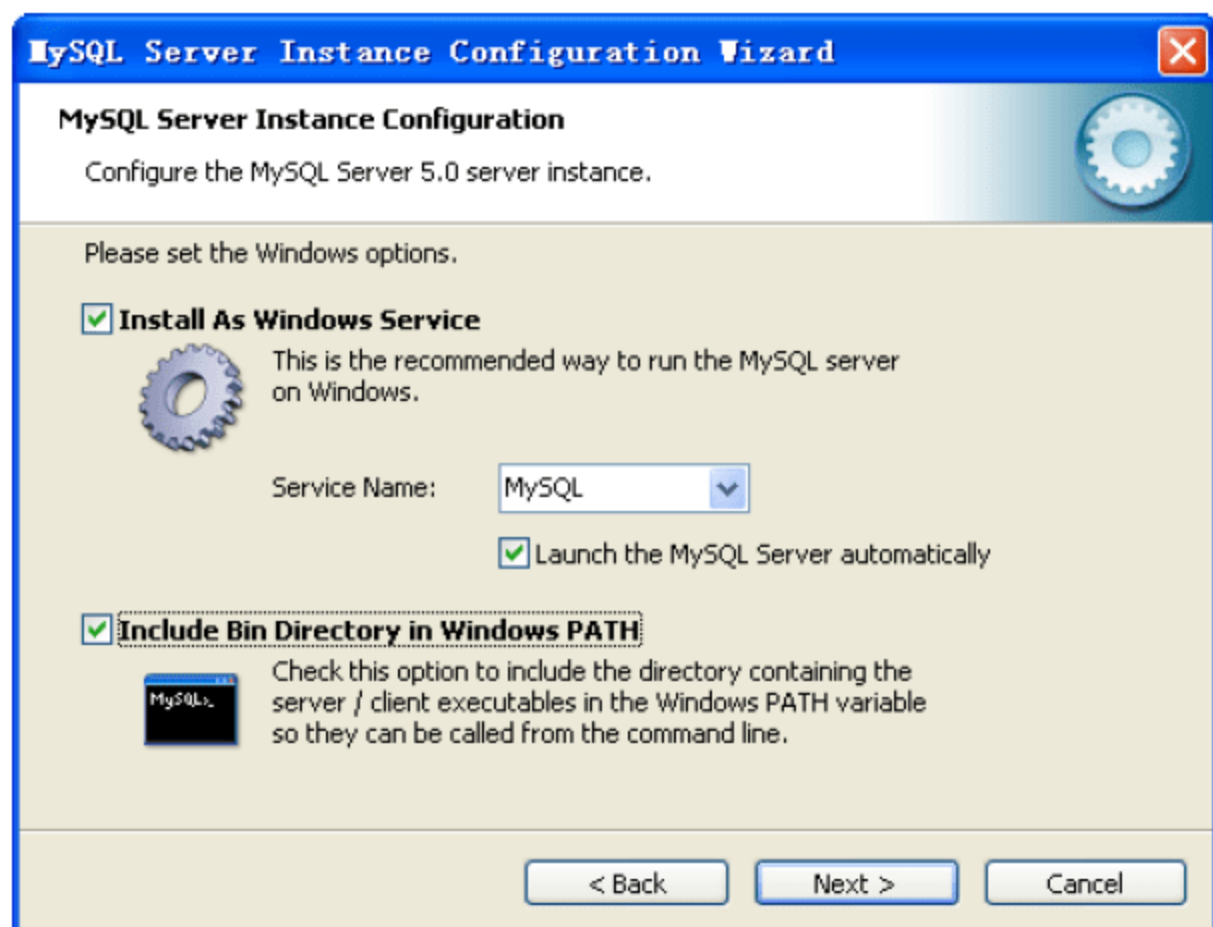 MySQL Server Instance Configuration Wizard
MySQL Server Instance Configuration
Configure the MySQL Server 5.0 server instance.
Please set the Windows options.
Install As Windows Service
This is the recommended way to run the MySQL server
on Windows.
Service Name:
MySQL
Launch the MySQL Server automatically
Include Bin Directory in Windows PATH
MySQL>_
Check this option to include the directory containing the
server / client executables in the Windows PATH variable
so they can be called from the command line.
< Back
Next >
Cancel